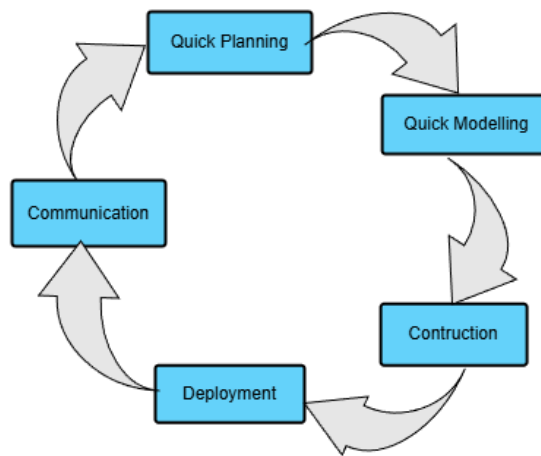 Quick Planning
Quick Modelling
Communication
Contruction
Deployment